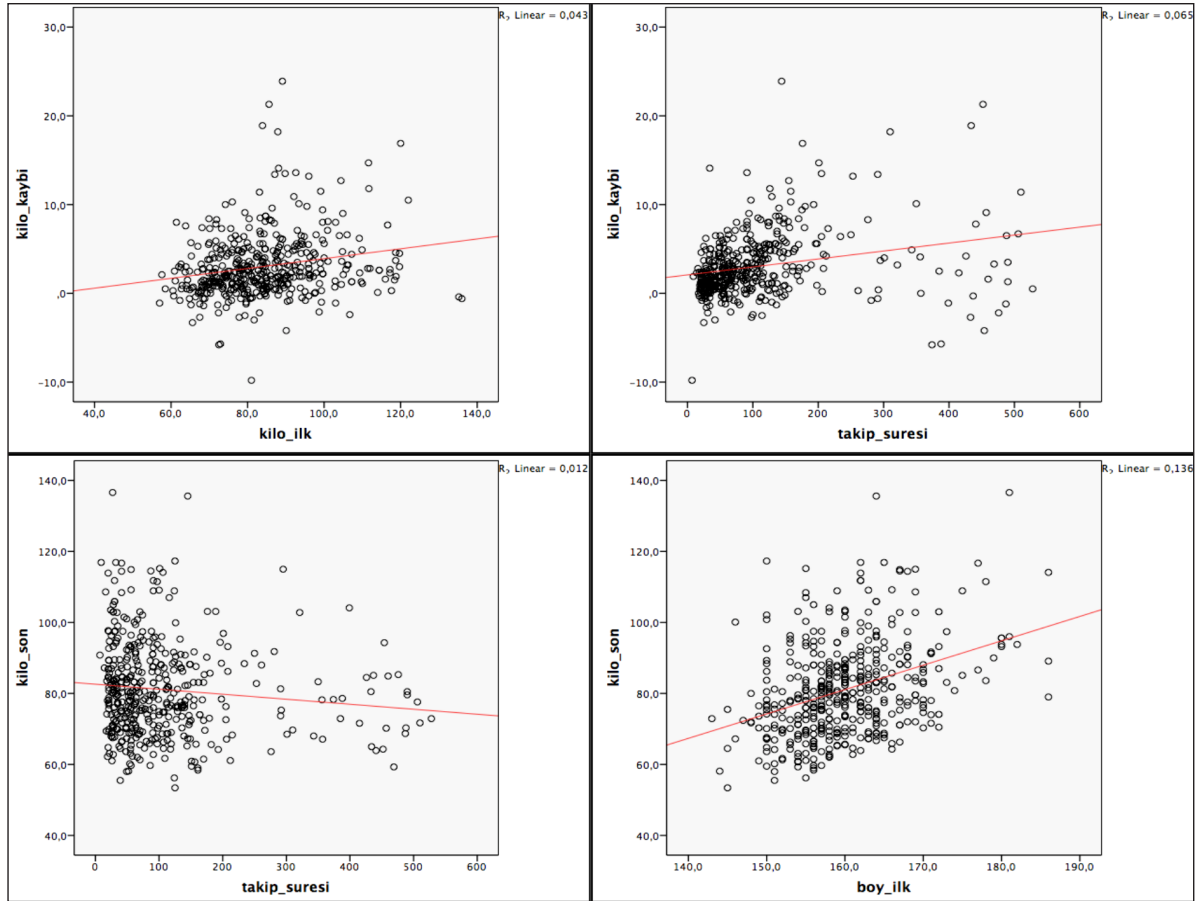 R₂ Linear = 0,043
kilo_kaybi
30,0
20,0
10,0
,0
−10,0
40,0 60,0 80,0 100,0 120,0 140,0
kilo_ilk
R₂ Linear = 0,065
kilo_kaybi
30,0
20,0
10,0
,0
−10,0
0 100 200 300 400 500 600
takip_suresi
R₂ Linear = 0,012
kilo_son
140,0
120,0
100,0
80,0
60,0
40,0
0 100 200 300 400 500 600
takip_suresi
R₂ Linear = 0,136
kilo_son
140,0
120,0
100,0
80,0
60,0
40,0
140,0 150,0 160,0 170,0 180,0 190,0
boy_ilk